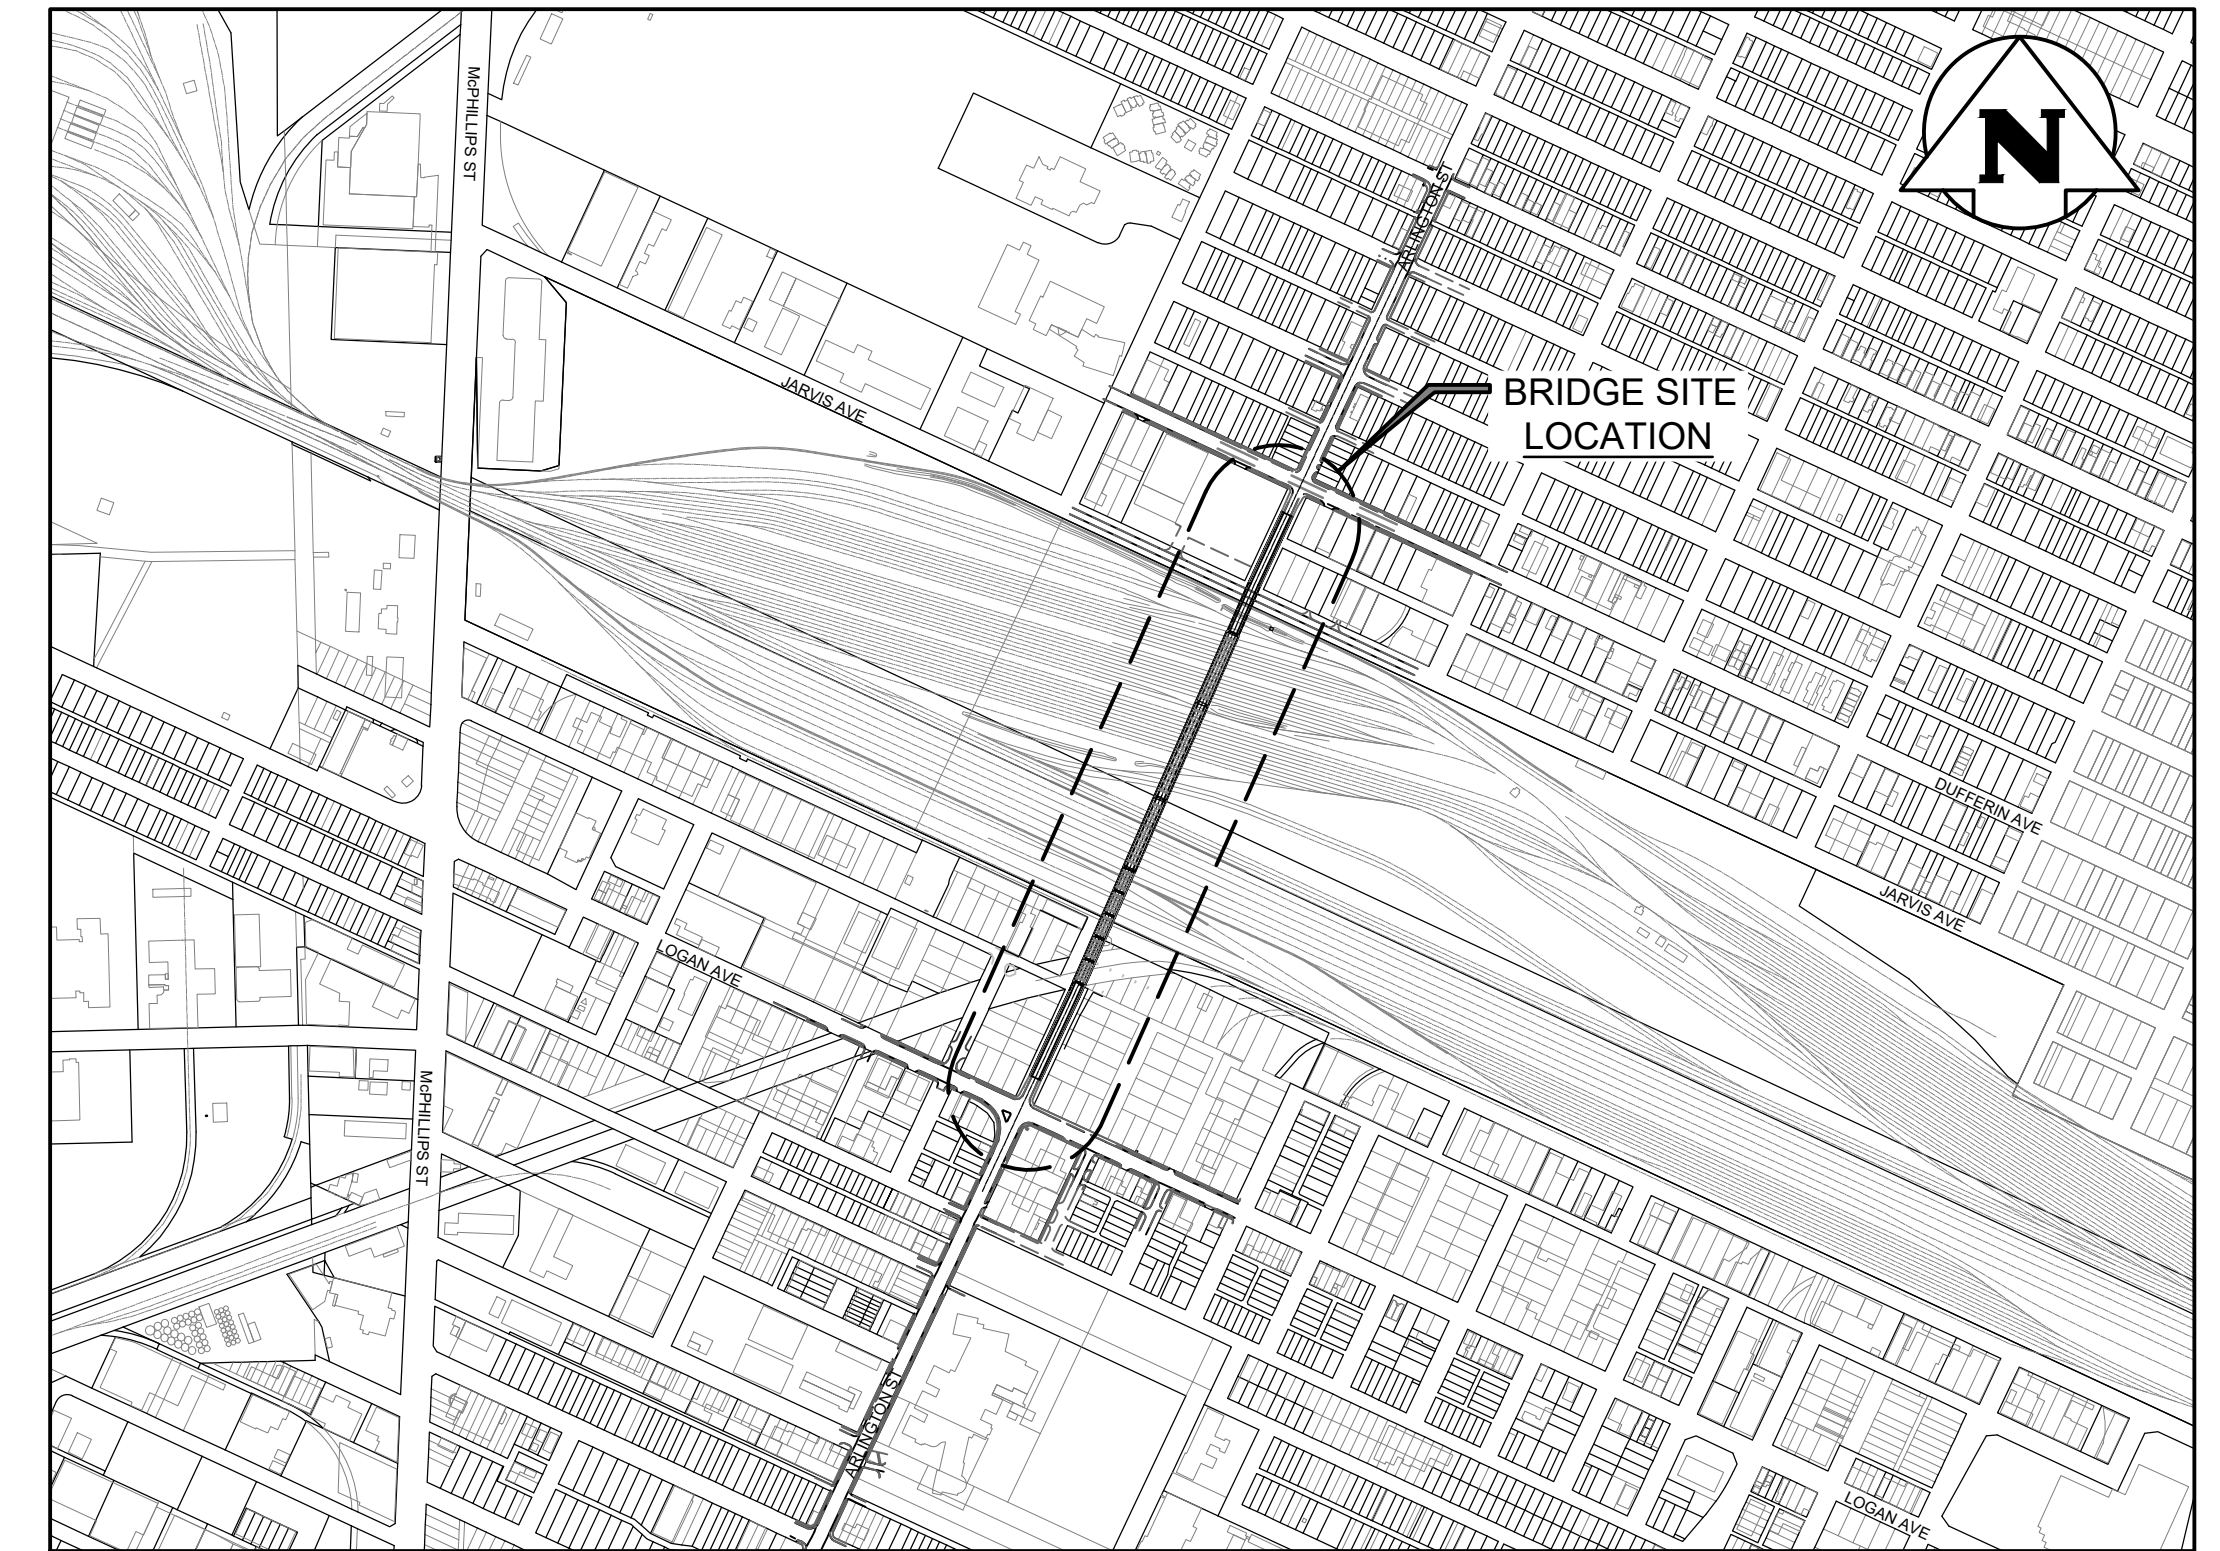 McPHILLIPS ST
N
ARLINGTON ST
JARVIS AVE
BRIDGE SITE
LOCATION
DUFFERIN AVE
JARVIS AVE
LOGAN AVE
McPHILLIPS ST
ARLINGTON ST
LOGAN AVE